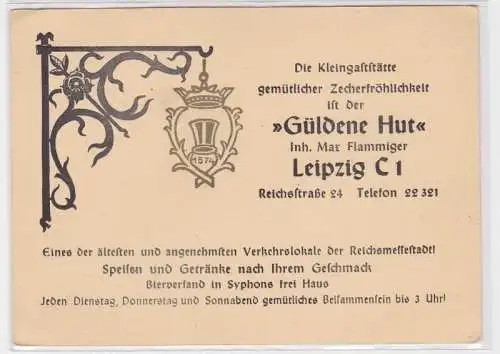 Die Kleingaststätte
gemütlicher Zecherfröhlichkeit
ist der
»Güldene Hut«
Inh. Max Flammiger
Leipzig C 1
Reichsstraße 24 Telefon 22 321
1574
Eines der ältesten und angenehmsten Verkehrslokale der Reichsmessestadt!
Speisen und Getränke nach Ihrem Geschmack
Bierversand in Syphons frei Haus
Jeden Dienstag, Donnerstag und Sonnabend gemütliches Beisammensein bis 3 Uhr!